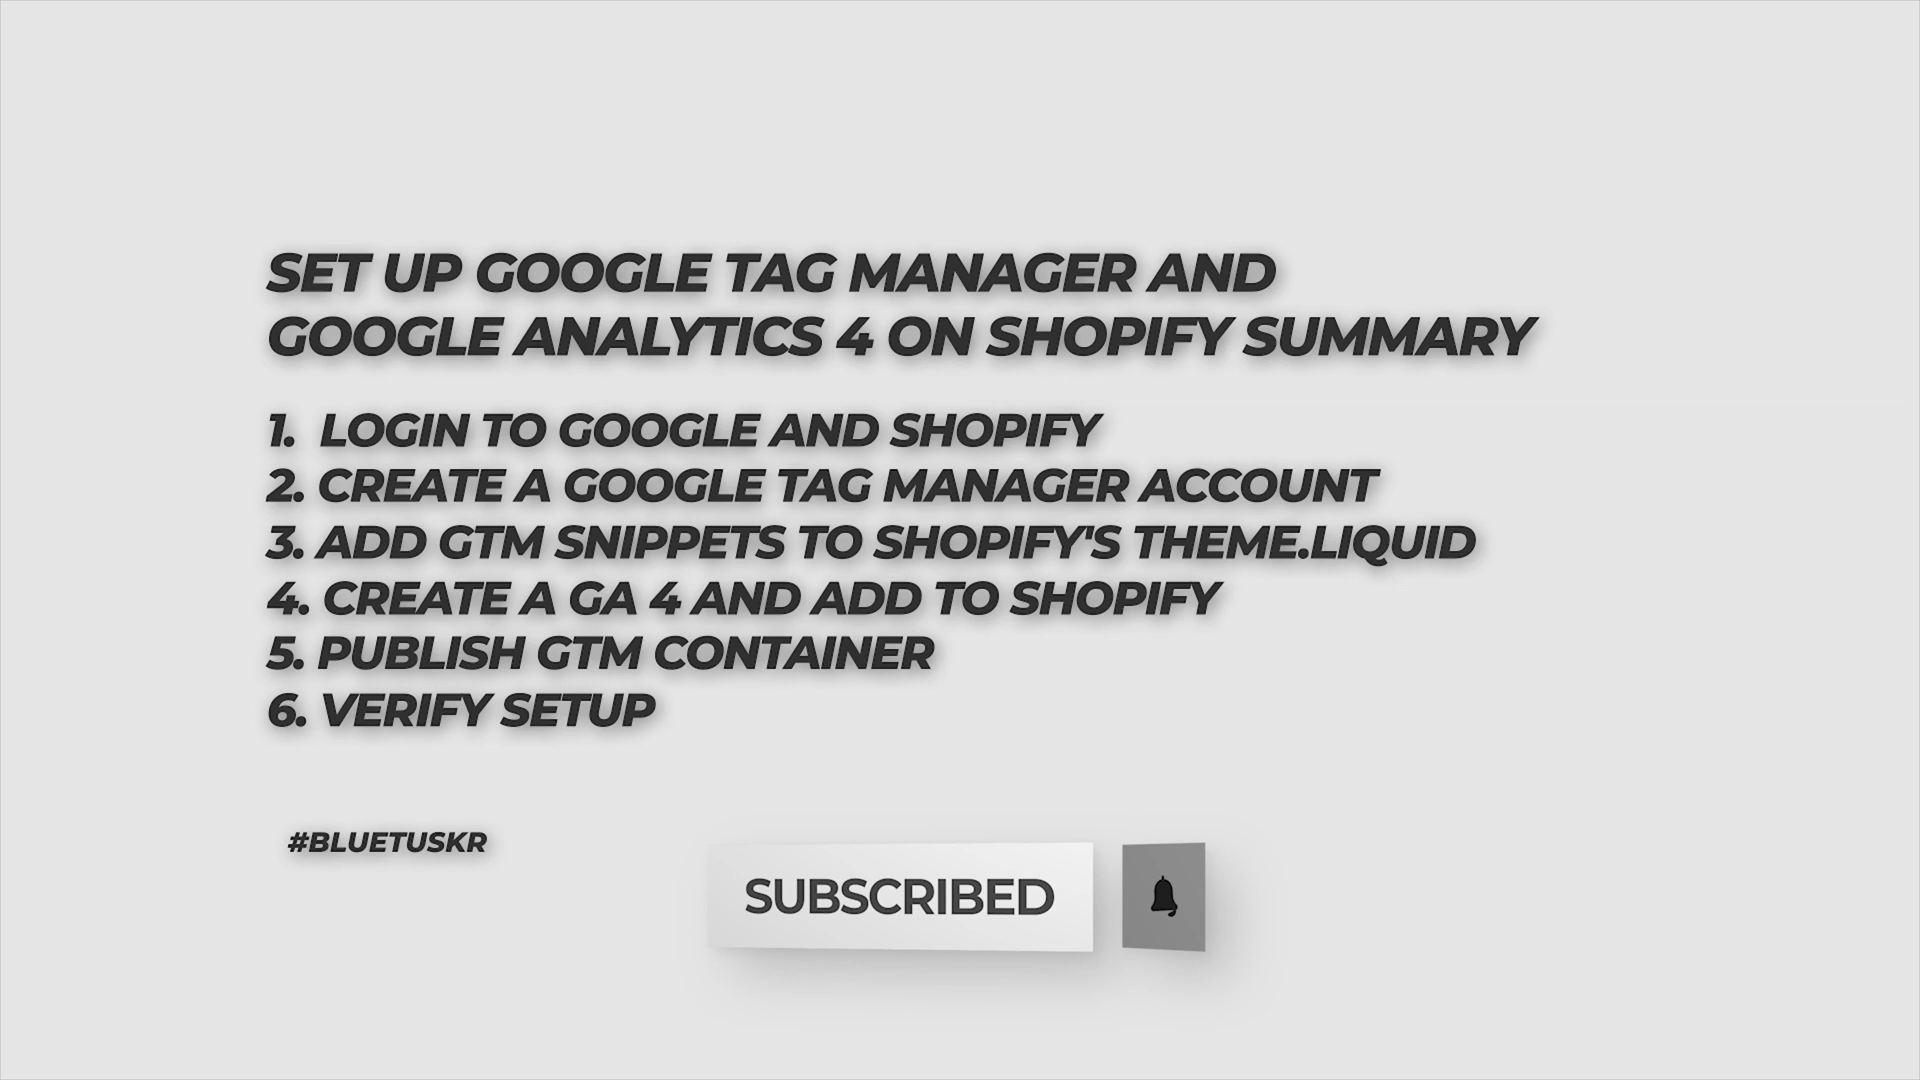 SET UP GOOGLE TAG MANAGER AND
GOOGLE ANALYTICS 4 ON SHOPIFY SUMMARY
1. LOGIN TO GOOGLE AND SHOPIFY
2. CREATE A GOOGLE TAG MANAGER ACCOUNT
3. ADD GTM SNIPPETS TO SHOPIFY'S THEME.LIQUID
4. CREATE A GA 4 AND ADD TO SHOPIFY
5. PUBLISH GTM CONTAINER
6. VERIFY SETUP
#BLUETUSKR
SUBSCRIBED